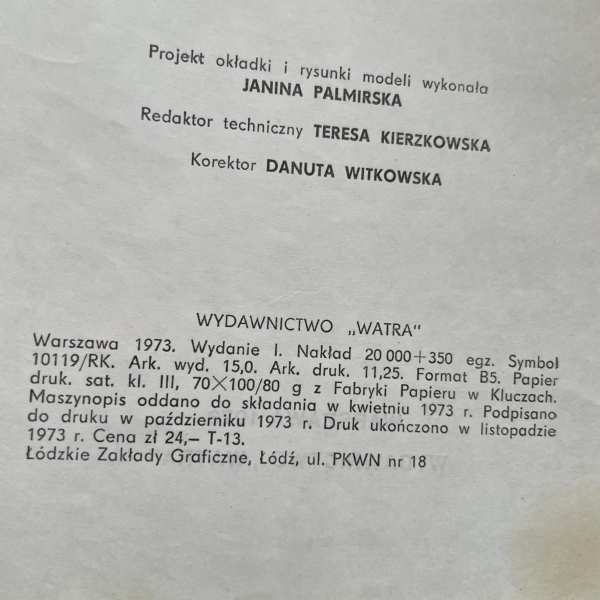 Projekt okładki i rysunki modeli wykonała
JANINA PALMIRSKA
Redaktor techniczny TERESA KIERZKOWSKA
Korektor DANUTA WITKOWSKA
WYDAWNICTWO „WATRA“
Warszawa 1973. Wydanie I. Nakład 20 000+350 egz. Symbol
10119/RK. Ark. wyd. 15,0. Ark. druk. 11,25. Format B5. Papier
druk. sat. kl. III, 70×100/80 g z Fabryki Papieru w Kluczach.
Maszynopis oddano do składania w kwietniu 1973 r. Podpisano
do druku w październiku 1973 r. Druk ukończono w listopadzie
1973 r. Cena zł 24,– T-13.
Łódzkie Zakłady Graficzne, Łódź, ul. PKWN nr 18